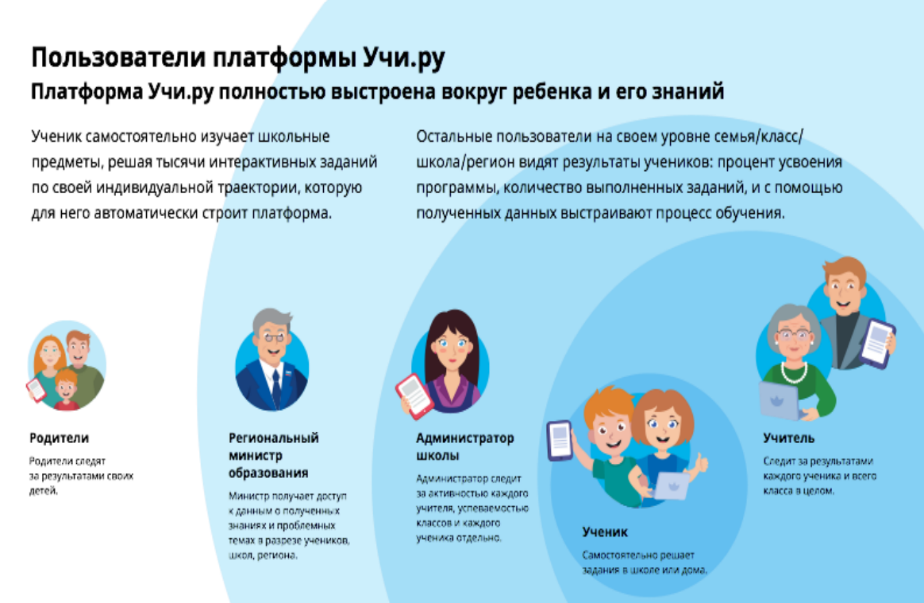 Пользователи платформы Учи.ру
Платформа Учи.ру полностью выстроена вокруг ребенка и его знаний
Ученик самостоятельно изучает школьные
предметы, решая тысячи интерактивных заданий
по своей индивидуальной траектории, которую
для него автоматически строит платформа.
Остальные пользователи на своем уровне семья/класс/
школа/регион видят результаты учеников: процент усвоения
программы, количество выполненных заданий, и с помощью
полученных данных выстраивают процесс обучения.
Родители
Родители следят
за результатами своих
детей.
Региональный
министр
образования
Министр получает доступ
к данным о полученных
знаниях и проблемных
темах в разрезе учеников,
школ, региона.
Администратор
школы
Администратор следит
за активностью каждого
учителя, успеваемостью
классов и каждого
ученика отдельно.
Ученик
Самостоятельно решает
задания в школе или дома.
Учитель
Следит за результатами
каждого ученика и всего
класса в целом.